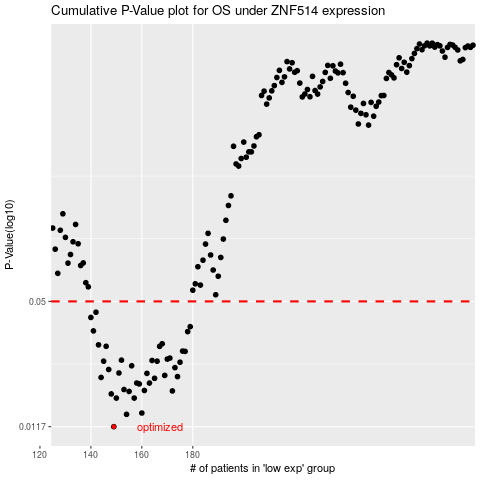 Cumulative P-Value plot for OS under ZNF514 expression
P-Value(log10)
0.05
0.0117
optimized
120 140 160 180
# of patients in 'low exp' group